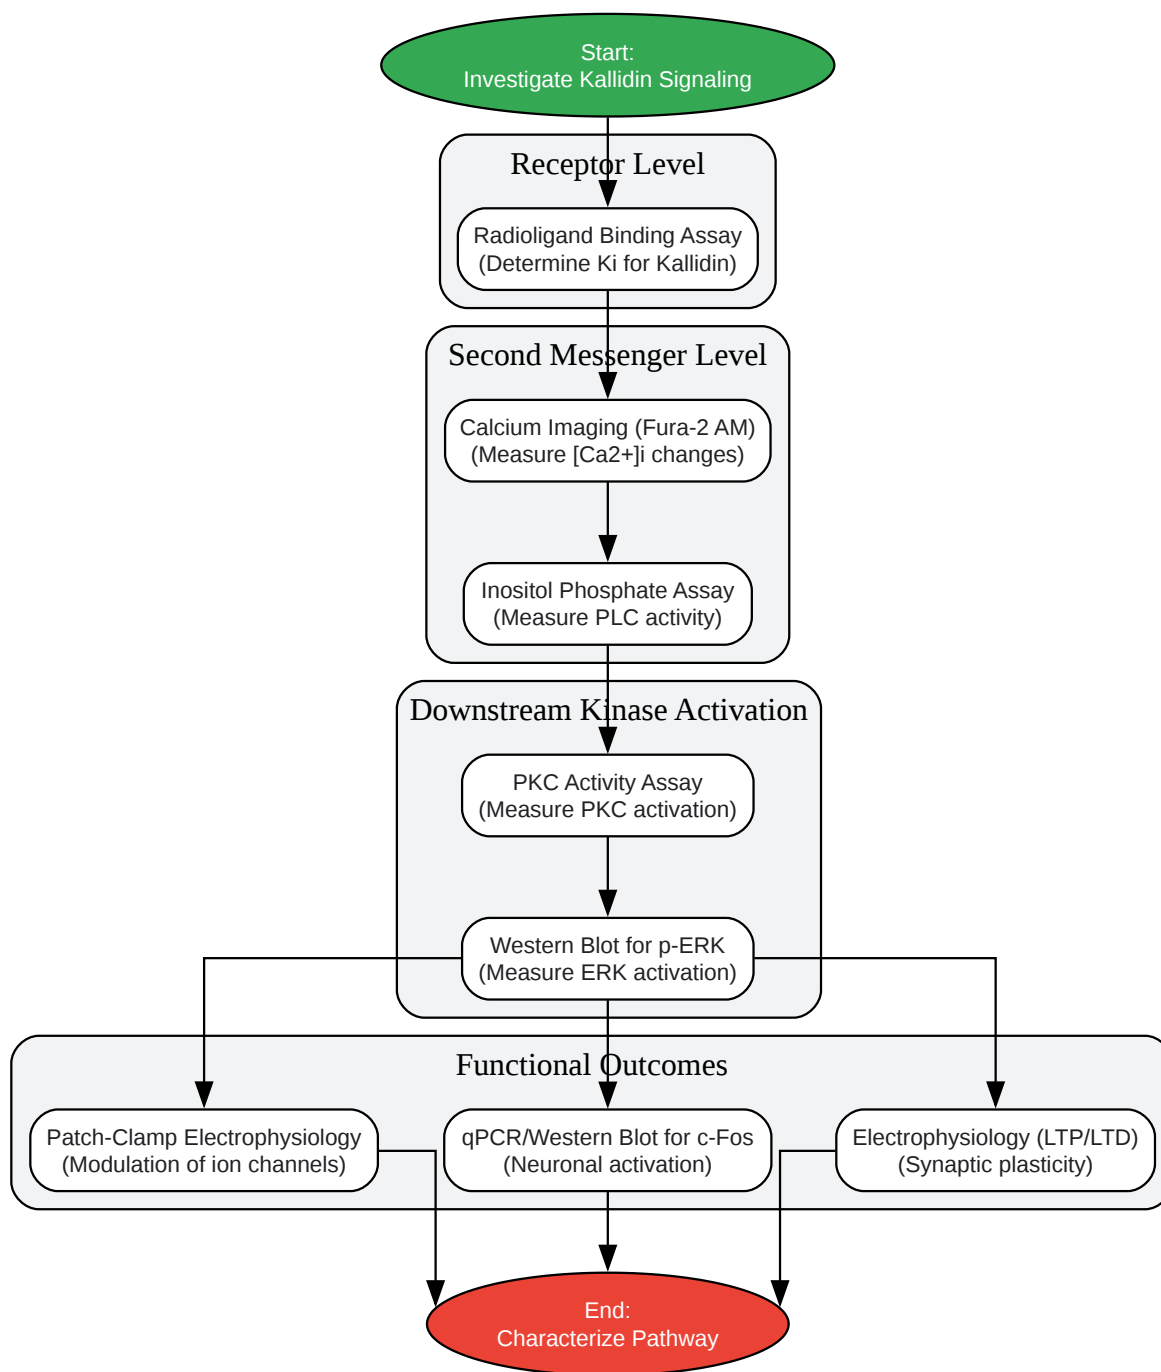 Start:
Investigate Kallidin Signaling
Receptor Level
Radioligand Binding Assay
(Determine Ki for Kallidin)
Second Messenger Level
Calcium Imaging (Fura-2 AM)
(Measure [Ca2+]i changes)
Inositol Phosphate Assay
(Measure PLC activity)
Downstream Kinase Activation
PKC Activity Assay
(Measure PKC activation)
Western Blot for p-ERK
(Measure ERK activation)
Functional Outcomes
Patch-Clamp Electrophysiology
(Modulation of ion channels)
qPCR/Western Blot for c-Fos
(Neuronal activation)
Electrophysiology (LTP/LTD)
(Synaptic plasticity)
End:
Characterize Pathway